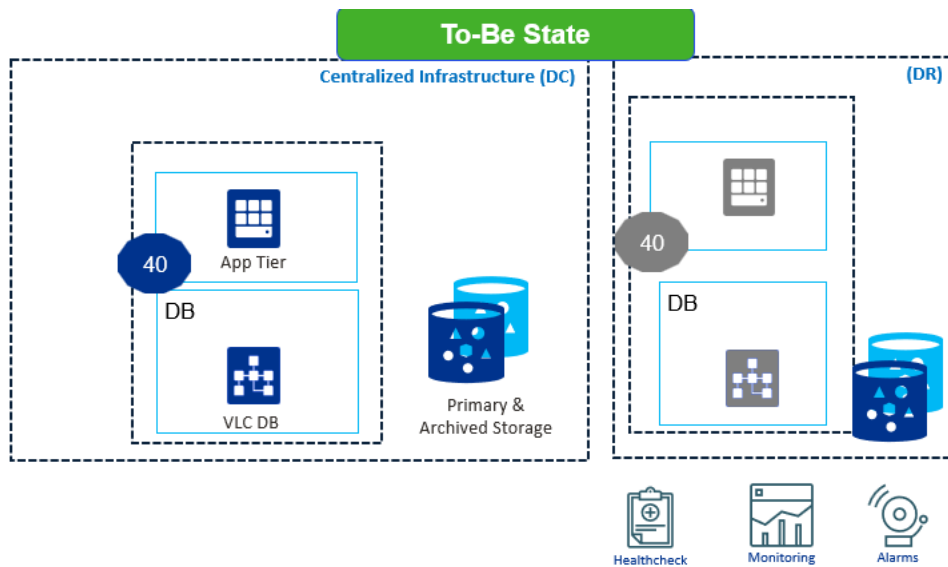 To-Be State
Centralized Infrastructure (DC)
(DR)
40
App Tier
DB
VLC DB
Primary &
Archived Storage
40
DB
Healthcheck
Monitoring
Alarms